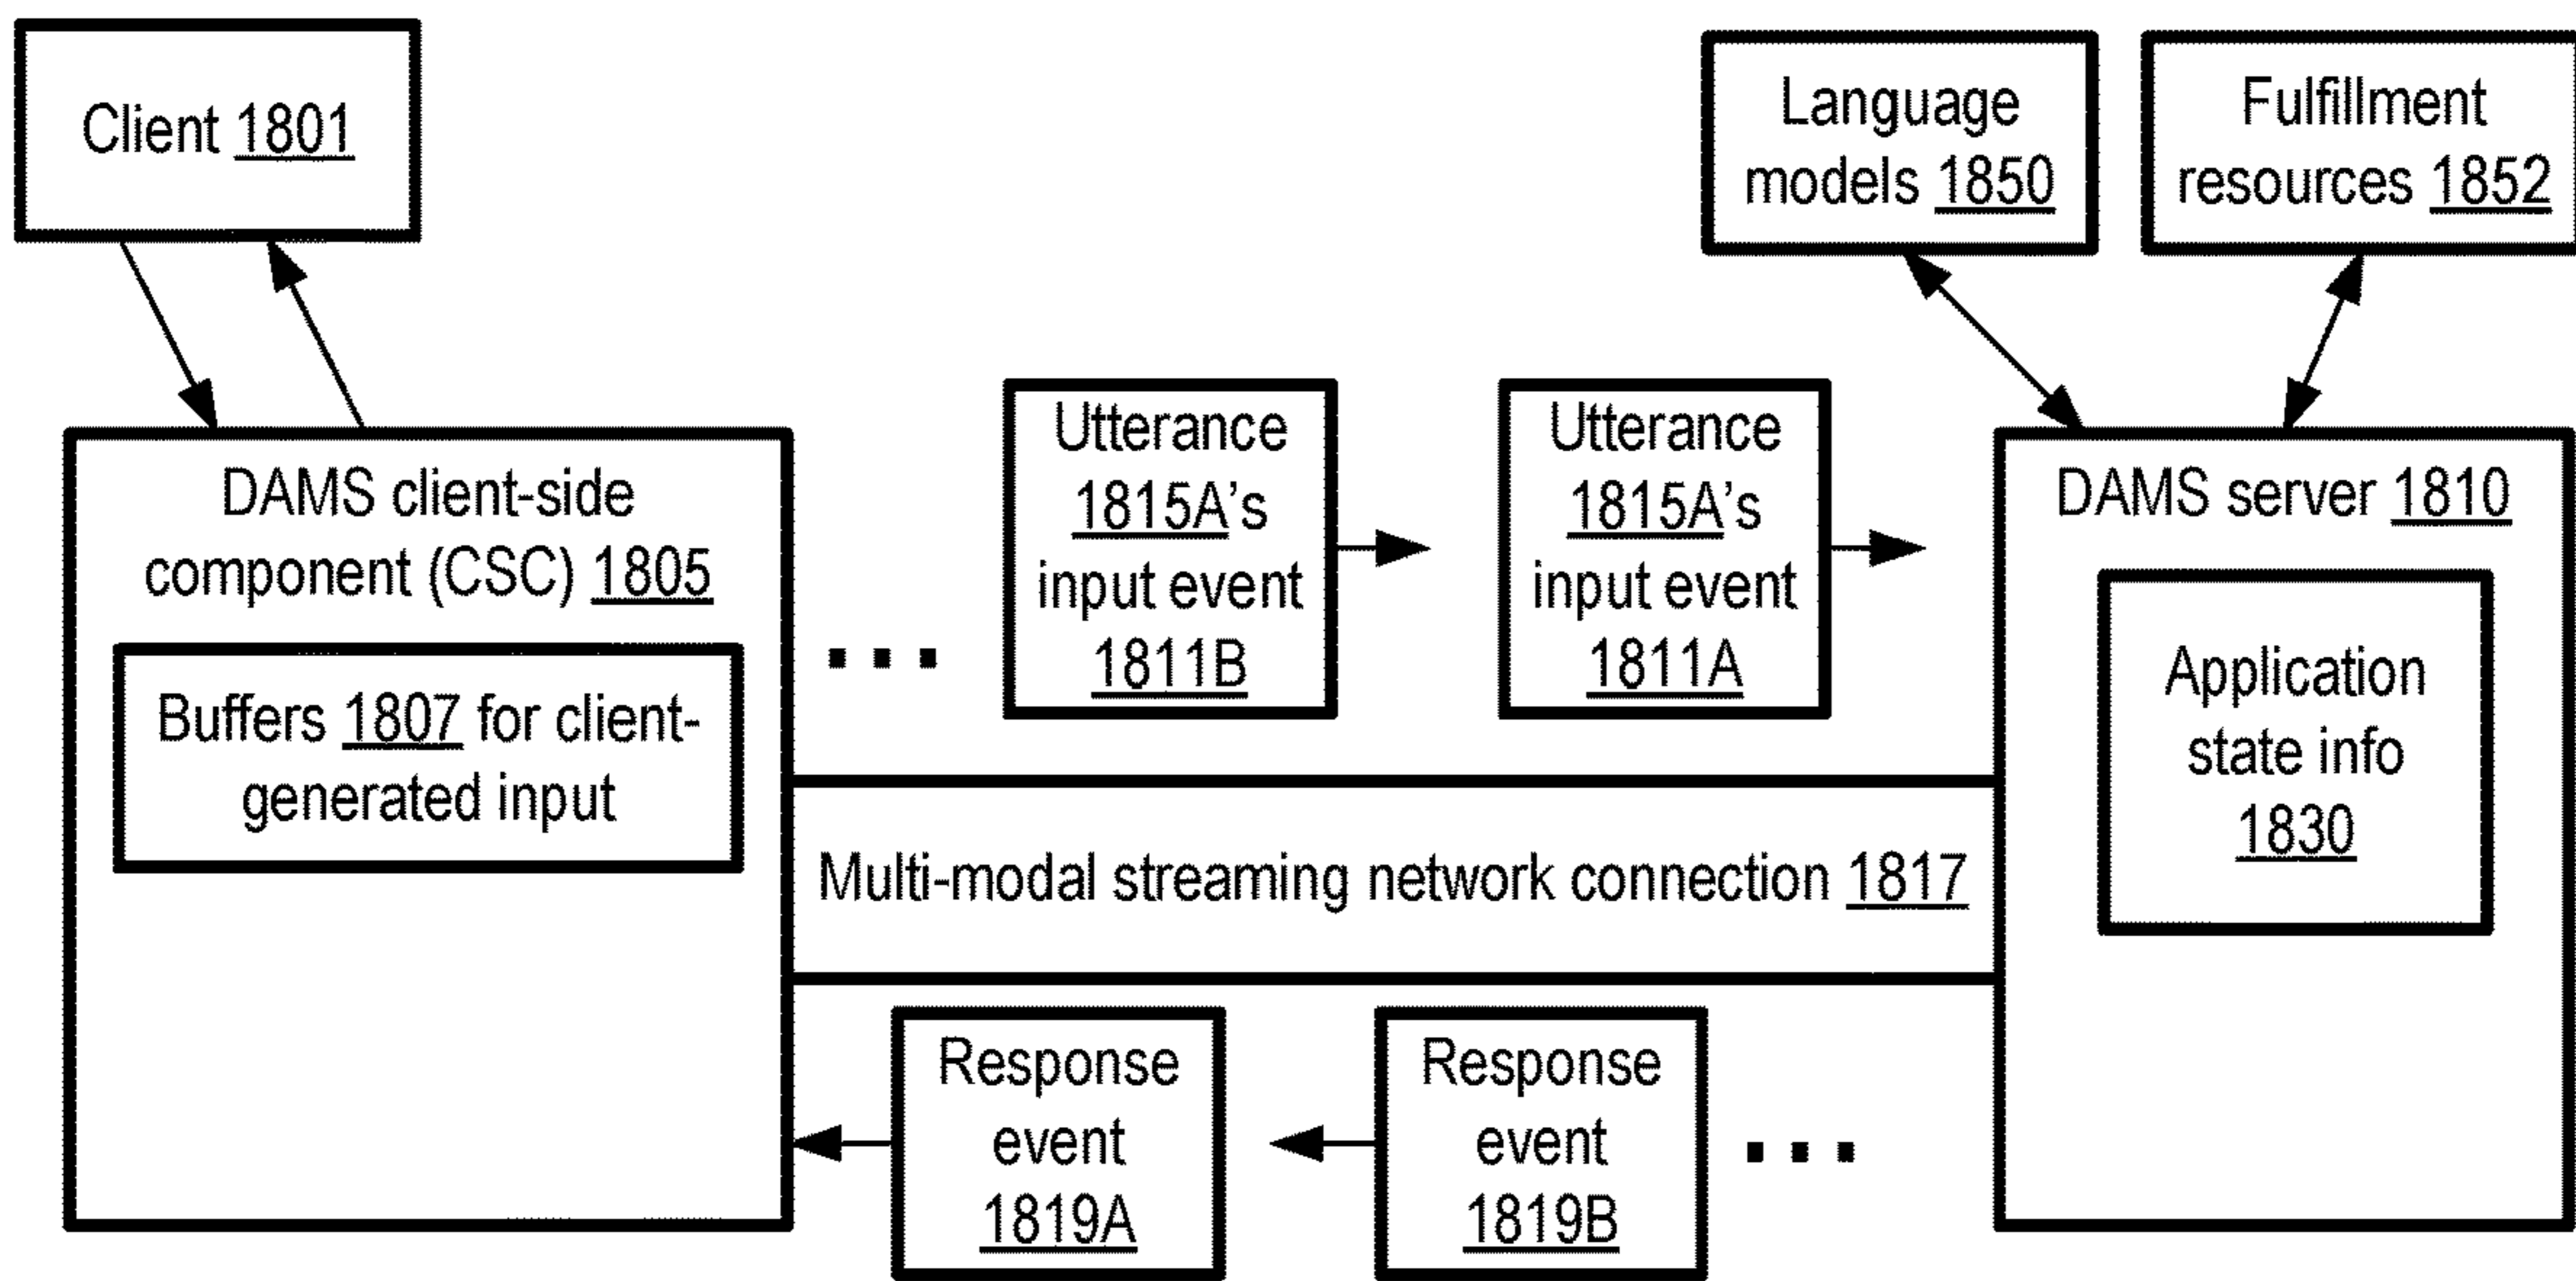 Client 1801
Language
models 1850
Fulfillment
resources 1852
DAMS client-side
component (CSC) 1805
Buffers 1807 for client-
generated input
Utterance
1815A's
input event
1811B
Utterance
1815A's
input event
1811A
DAMS server 1810
Application
state info
1830
Multi-modal streaming network connection 1817
Response
event
1819A
Response
event
1819B